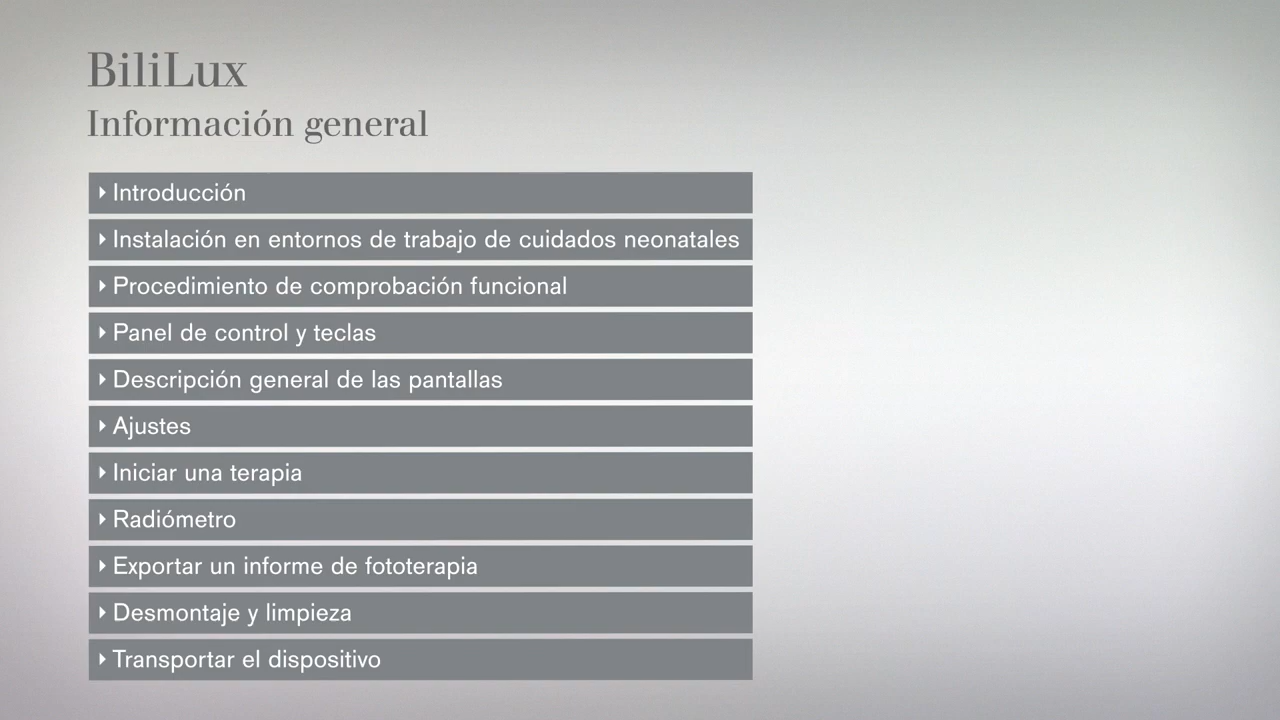 BiliLux
Información general
Introducción
Instalación en entornos de trabajo de cuidados neonatales
Procedimiento de comprobación funcional
Panel de control y teclas
Descripción general de las pantallas
Ajustes
Iniciar una terapia
Radiómetro
Exportar un informe de fototerapia
Desmontaje y limpieza
Transportar el dispositivo